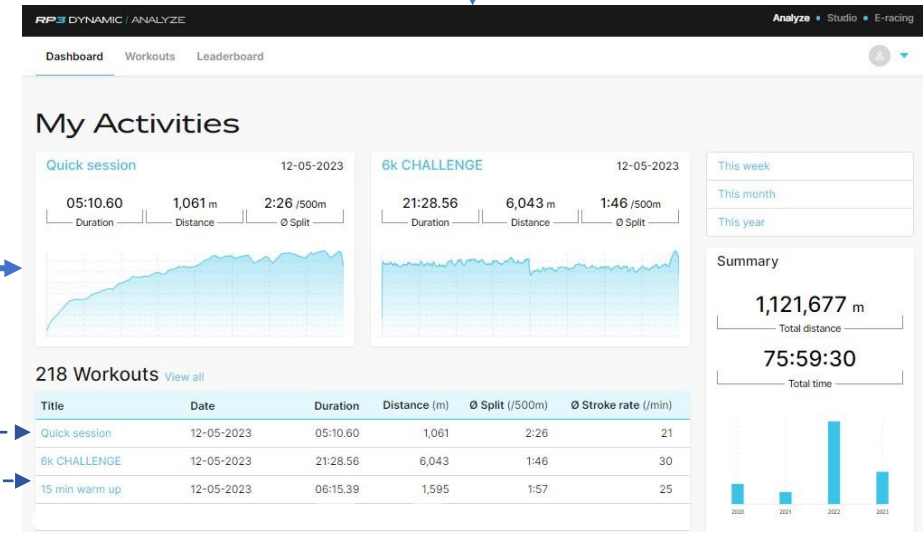 RP3 DYNAMIC | ANALYZE
Analyze • Studio • E-racing
Dashboard Workouts Leaderboard
My Activities
Quick session 12-05-2023
05:10.60 1,061 m 2:26 /500m
Duration Distance Ø Split
6k CHALLENGE 12-05-2023
21:28.56 6,043 m 1:46 /500m
Duration Distance Ø Split
This week
This month
This year
Summary
1,121,677 m
Total distance
75:59:30
Total time
2020 2021 2022 2023
218 Workouts View all
Title Date Duration Distance (m) Ø Split (/500m) Ø Stroke rate (/min)
Quick session 12-05-2023 05:10.60 1,061 2:26 21
6k CHALLENGE 12-05-2023 21:28.56 6,043 1:46 30
15 min warm up 12-05-2023 06:15.39 1,595 1:57 25